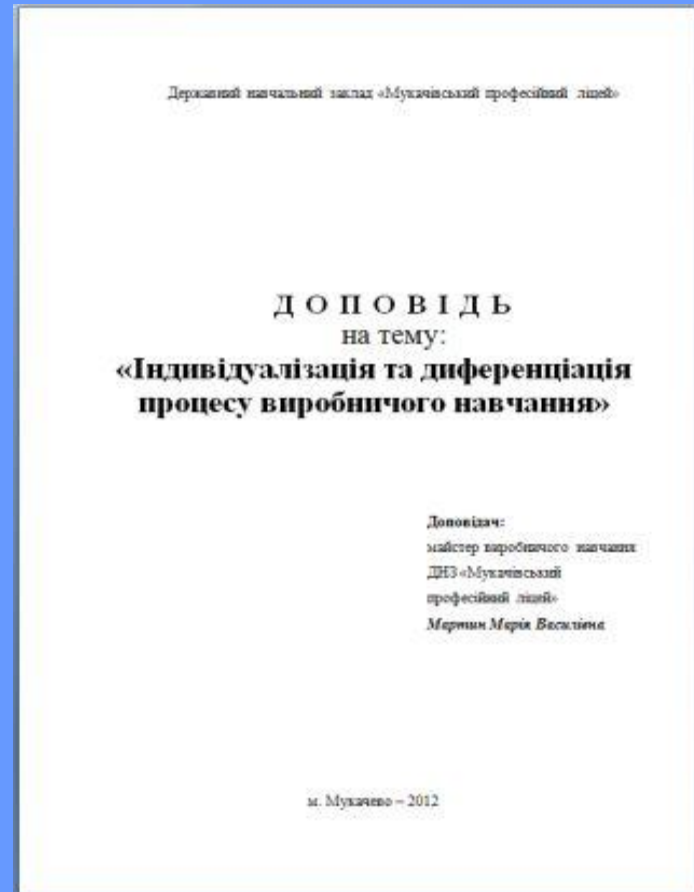 Державний навчальний заклад «Мукачівський професійний ліцей»
Д О П О В І Д Ь
на тему:
«Індивідуалізація та диференціація
процесу виробничого навчання»
Доповідач:
майстер виробничого навчання
ДНЗ «Мукачівський
професійний ліцей»
Мартин Марія Василівна
м. Мукачево – 2012